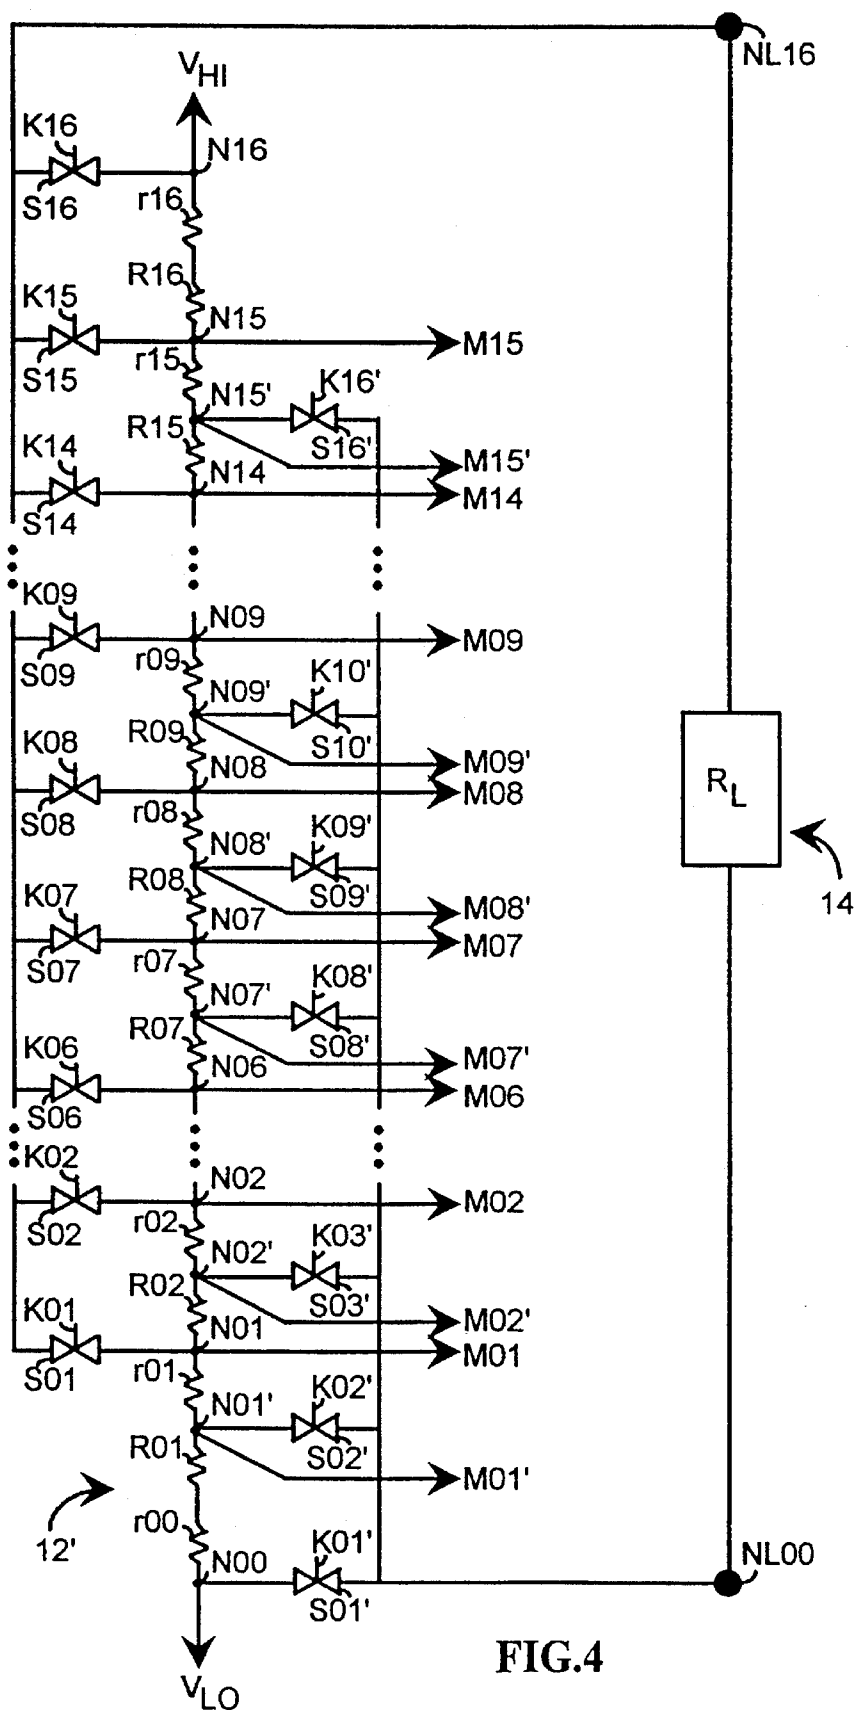 NL16
VHI
K16
N16
S16
r16
R16
K15
N15
M15
S15
r15
N15'
K16'
R15
S16'
K14
N14
M15'
M14
S14
K09
N09
M09
S09
r09
N09'
K10'
R09
S10'
K08
N08
M09'
M08
RL
S08
r08
N08'
K09'
R08
S09'
14
K07
N07
M08'
M07
S07
r07
N07'
K08'
R07
S08'
K06
N06
M07'
M06
S06
K02
N02
M02
S02
r02
N02'
K03'
R02
S03'
K01
N01
M02'
M01
S01
r01
N01'
K02'
R01
S02'
M01'
r00
12'
N00
K01'
NL00
S01'
FIG.4
VLO